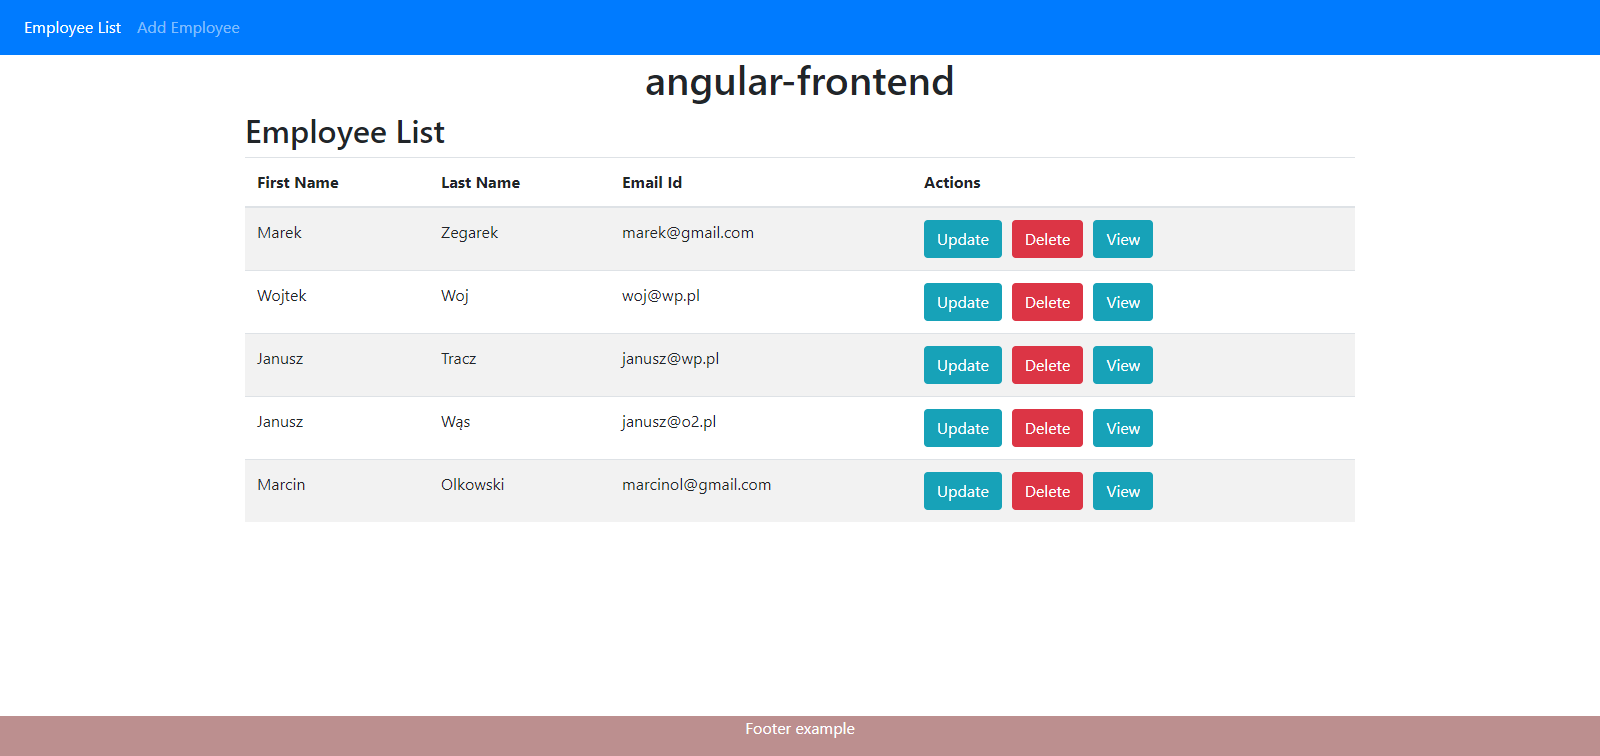 Employee List Add Employee
angular-frontend
Employee List
First Name Last Name Email Id Actions
Marek Zegarek marek@gmail.com Update Delete View
Wojtek Woj woj@wp.pl Update Delete View
Janusz Tracz janusz@wp.pl Update Delete View
Janusz Wąs janusz@o2.pl Update Delete View
Marcin Olkowski marcinol@gmail.com Update Delete View
Footer example